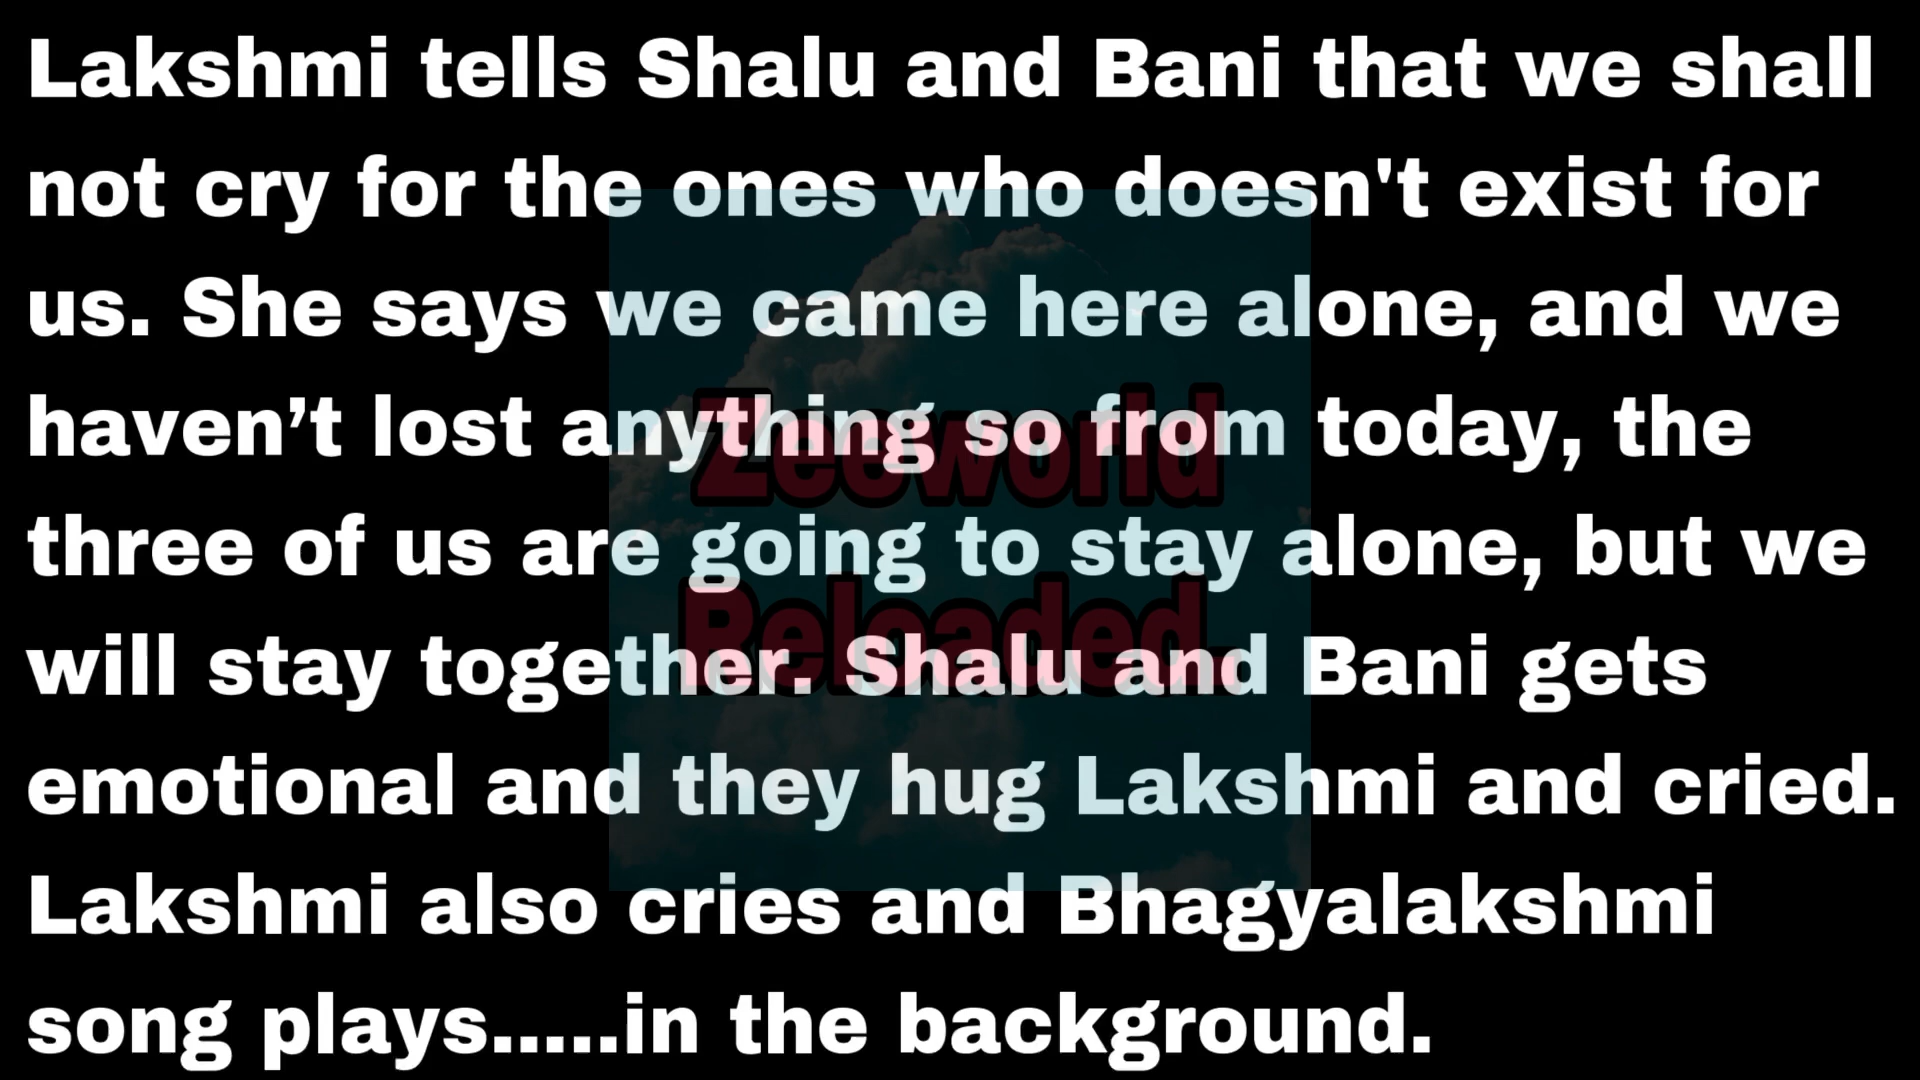 Lakshmi tells Shalu and Bani that we shall
not cry for the ones who doesn't exist for
us. She says we came here alone, and we
haven’t lost anything so from today, the
three of us are going to stay alone, but we
will stay together. Shalu and Bani gets
emotional and they hug Lakshmi and cried.
Lakshmi also cries and Bhagyalakshmi
song plays.....in the background.
Zeeworld
Reloaded.